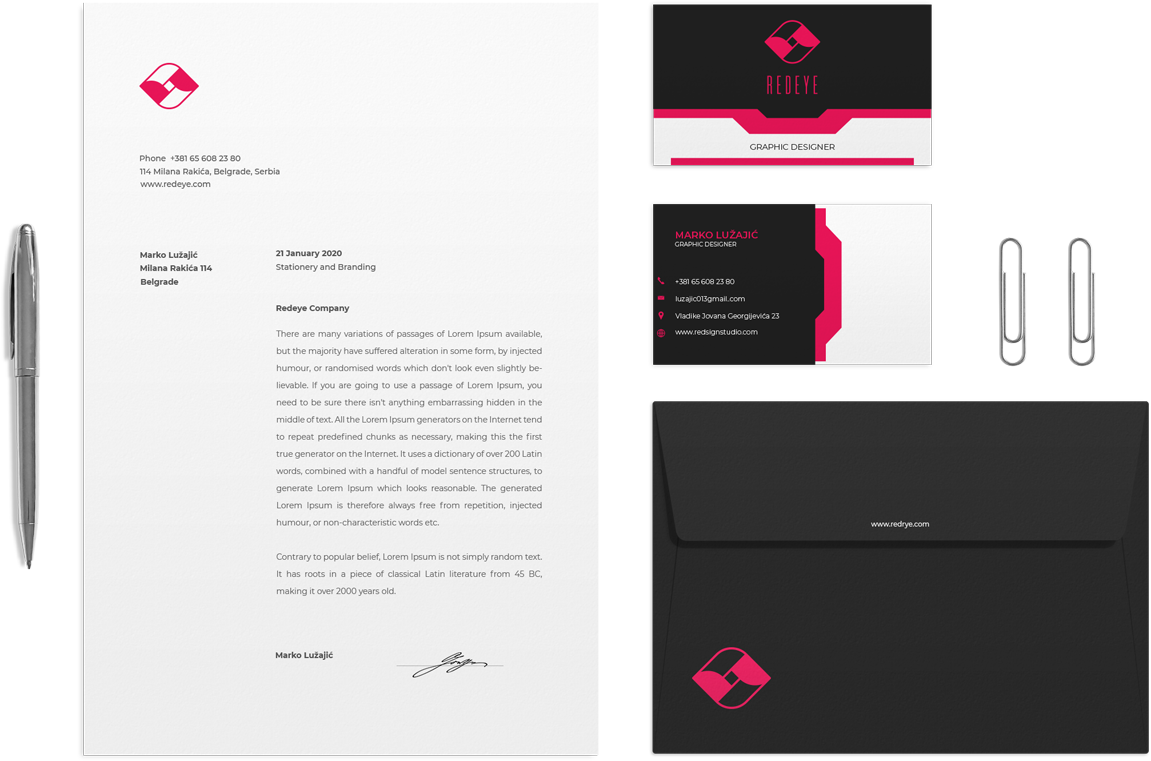 Phone +381 65 608 23 80
114 Milana Rakića, Belgrade, Serbia
www.redeye.com
Marko Lužajić
Milana Rakića 114
Belgrade
21 January 2020
Stationery and Branding
Redeye Company
There are many variations of passages of Lorem Ipsum available,
but the majority have suffered alteration in some form, by injected
humour, or randomised words which don't look even slightly be-
lievable. If you are going to use a passage of Lorem Ipsum, you
need to be sure there isn't anything embarrassing hidden in the
middle of text. All the Lorem Ipsum generators on the Internet tend
to repeat predefined chunks as necessary, making this the first
true generator on the Internet. It uses a dictionary of over 200 Latin
words, combined with a handful of model sentence structures, to
generate Lorem Ipsum which looks reasonable. The generated
Lorem Ipsum is therefore always free from repetition, injected
humour, or non-characteristic words etc.
Contrary to popular belief, Lorem Ipsum is not simply random text.
It has roots in a piece of classical Latin literature from 45 BC,
making it over 2000 years old.
Marko Lužajić
REDEYE
GRAPHIC DESIGNER
MARKO LUŽAJIĆ
GRAPHIC DESIGNER
+381 65 608 23 80
luzajic013gmail.com
Vladike Jovana Georgijevića 23
www.redsignstudio.com
www.redrye.com